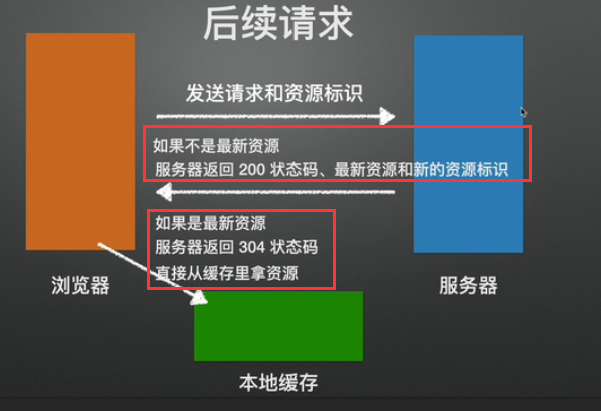 后续请求
发送请求和资源标识
如果不是最新资源
服务器返回 200 状态码、最新资源和新的资源标识
如果是最新资源
服务器返回 304 状态码
直接从缓存里拿资源
浏览器
服务器
本地缓存